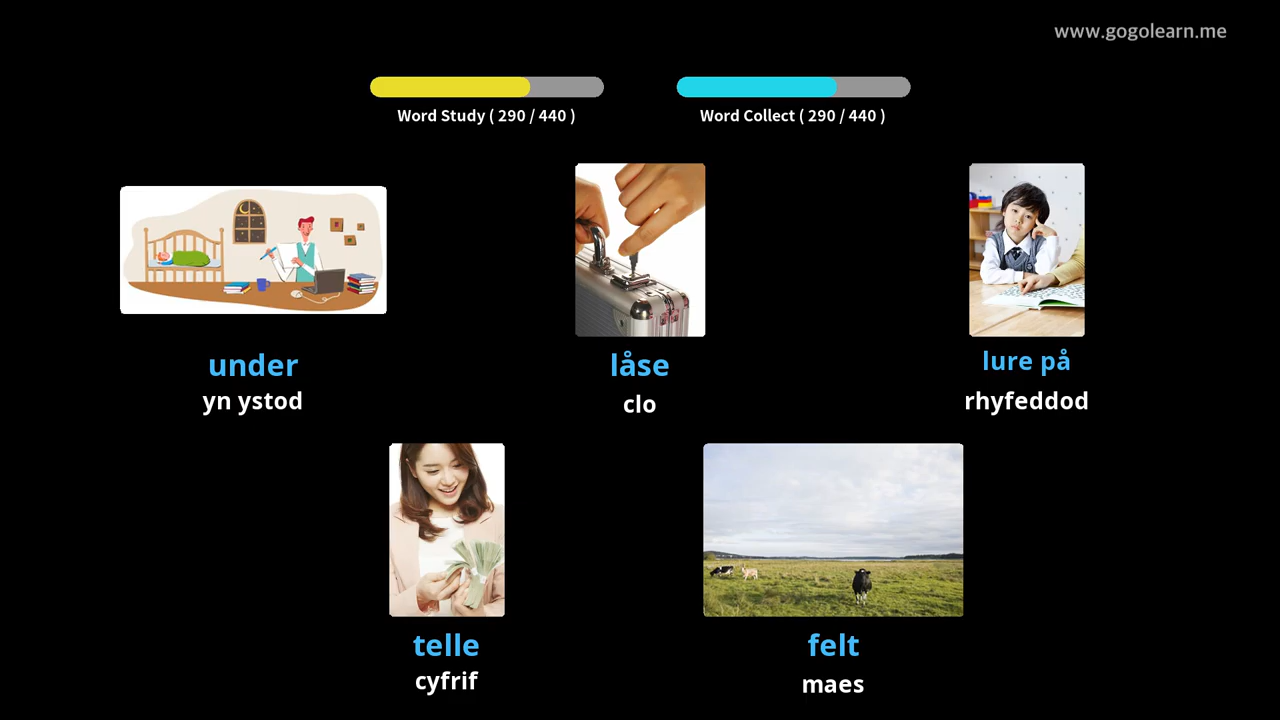 www.gogolearn.me
Word Study ( 290 / 440 )
Word Collect ( 290 / 440 )
under
yn ystod
låse
clo
lure på
rhyfeddod
telle
cyfrif
felt
maes